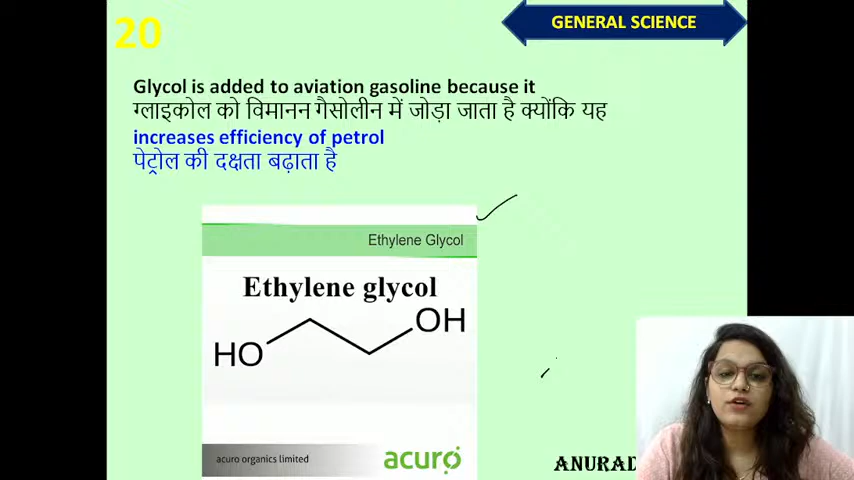 20
GENERAL SCIENCE
Glycol is added to aviation gasoline because it
ग्लाइकोल को विमानन गैसोलीन में जोड़ा जाता है क्योंकि यह
increases efficiency of petrol
पेट्रोल की दक्षता बढ़ाता है
Ethylene Glycol
Ethylene glycol
OH
HO
acuro organics limited
acuro
ANURAD